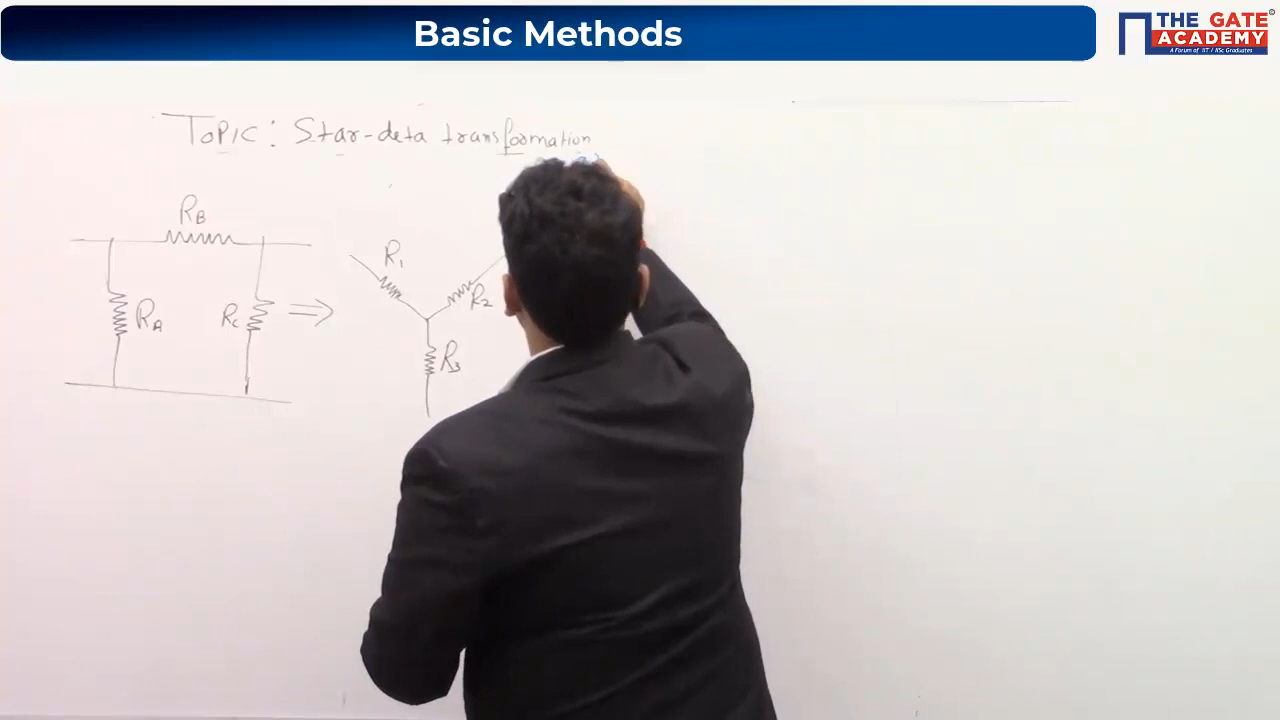 Basic Methods
THE GATE
ACADEMY
A Forum of IIT / IISc Graduates
TOPIC: Star-deta transformation
RB
RA
RC
R1
R2
R3